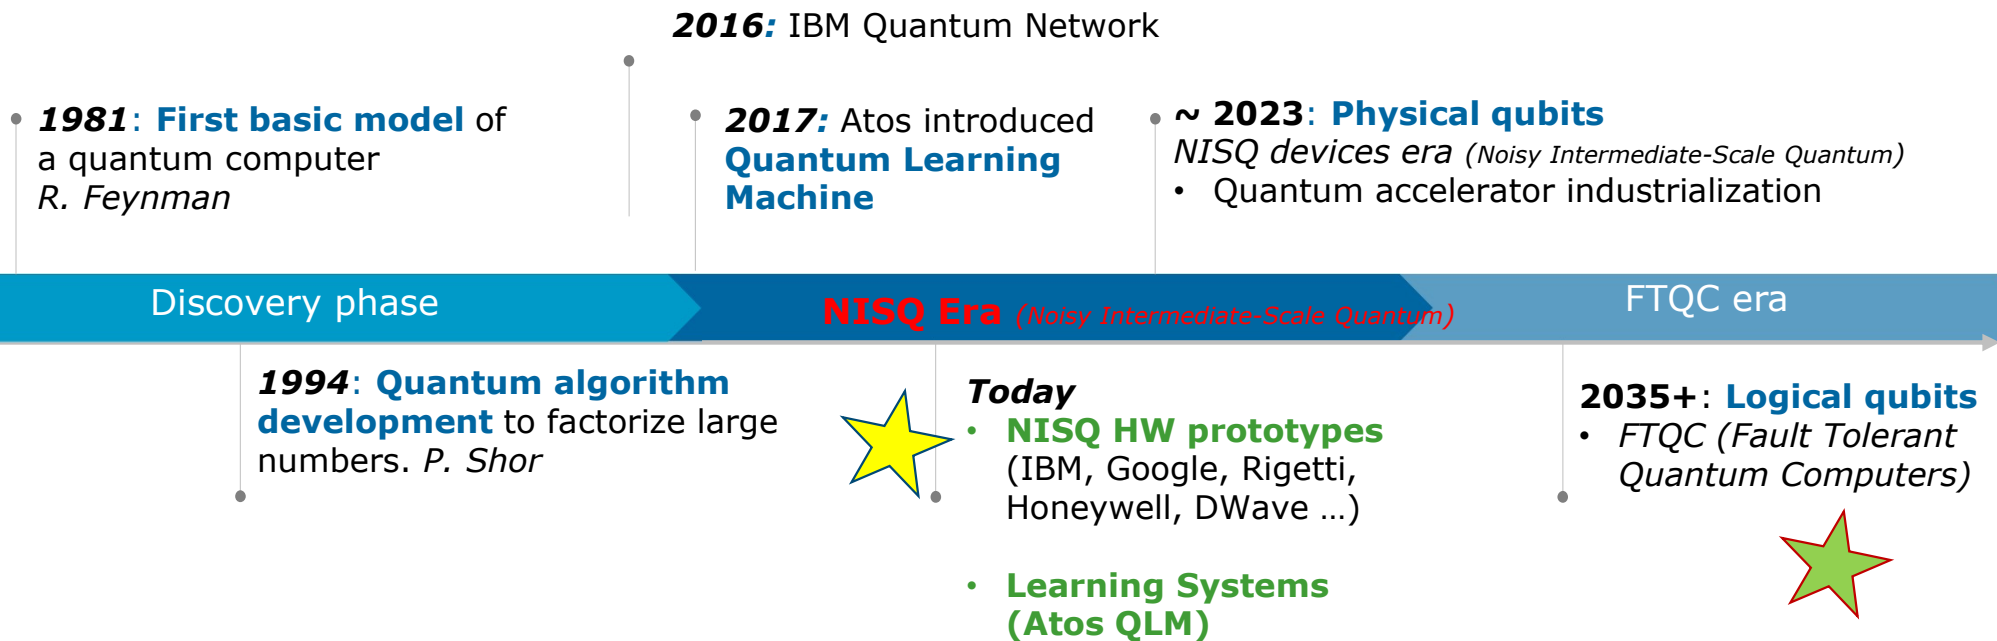 2016: IBM Quantum Network
1981: First basic model of
a quantum computer
R. Feynman
2017: Atos introduced
Quantum Learning
Machine
~ 2023: Physical qubits
NISQ devices era (Noisy Intermediate-Scale Quantum)
• Quantum accelerator industrialization
Discovery phase
NISQ Era (Noisy Intermediate-Scale Quantum)
FTQC era
1994: Quantum algorithm
development to factorize large
numbers. P. Shor
Today
• NISQ HW prototypes
(IBM, Google, Rigetti,
Honeywell, DWave …)
• Learning Systems
(Atos QLM)
2035+: Logical qubits
• FTQC (Fault Tolerant
Quantum Computers)